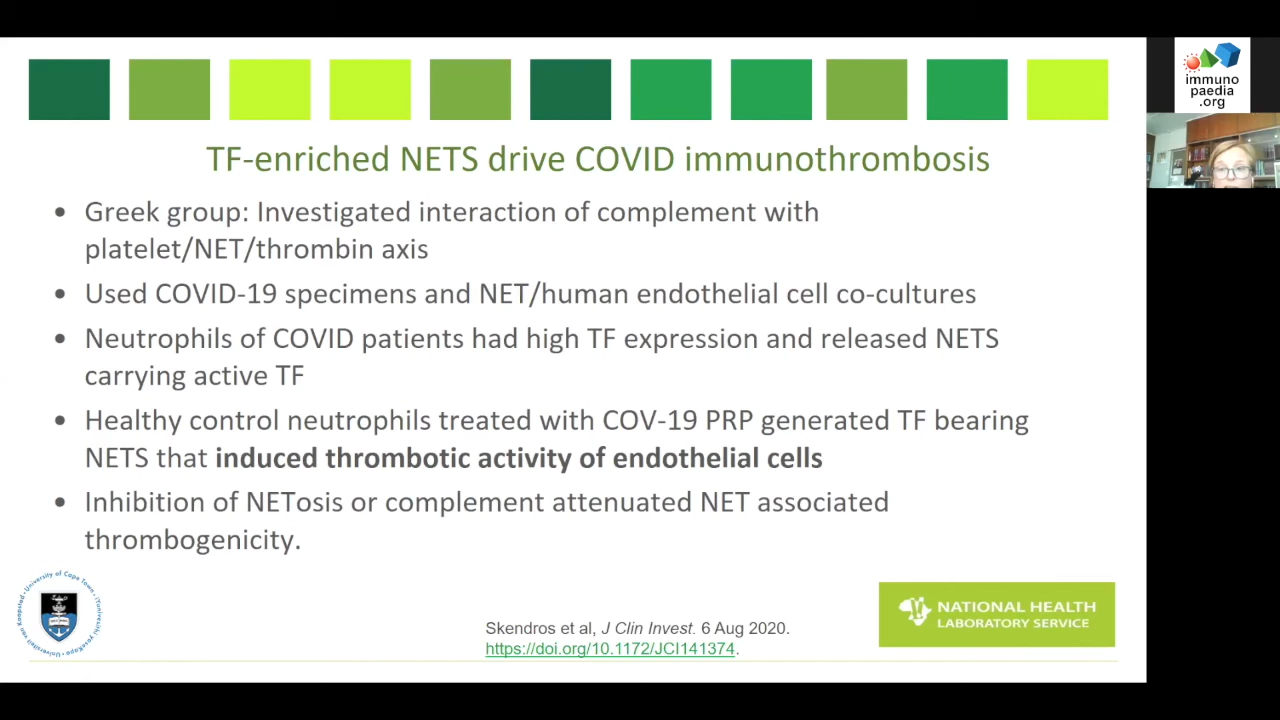 TF-enriched NETS drive COVID immunothrombosis
• Greek group: Investigated interaction of complement with
platelet/NET/thrombin axis
• Used COVID-19 specimens and NET/human endothelial cell co-cultures
• Neutrophils of COVID patients had high TF expression and released NETS
carrying active TF
• Healthy control neutrophils treated with COV-19 PRP generated TF bearing
NETS that induced thrombotic activity of endothelial cells
• Inhibition of NETosis or complement attenuated NET associated
thrombogenicity.
Skendros et al, J Clin Invest. 6 Aug 2020.
https://doi.org/10.1172/JCI141374.
University of Cape Town
NATIONAL HEALTH
LABORATORY SERVICE
immuno
paedia
.org